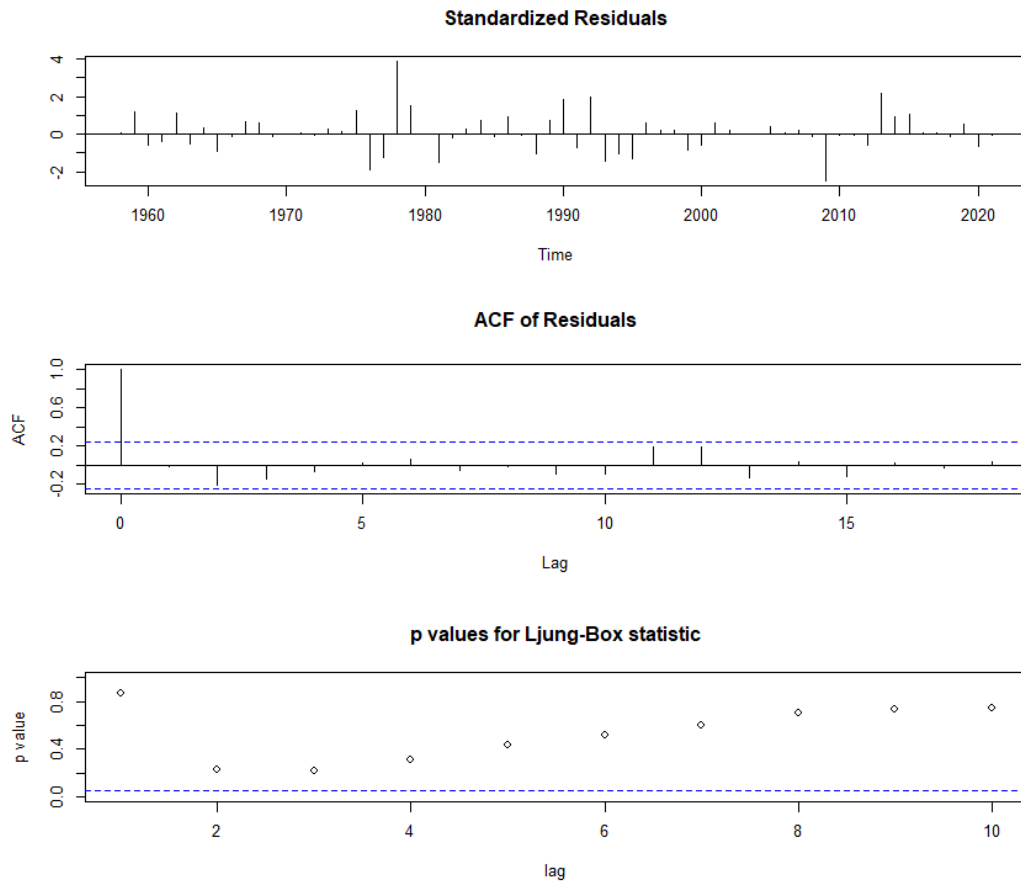 Standardized Residuals
4
2
0
-2
1960 1970 1980 1990 2000 2010 2020
Time
ACF of Residuals
ACF
1.0
0.6
0.2
-0.2
0 5 10 15
Lag
p values for Ljung-Box statistic
p value
0.8
0.4
0.0
2 4 6 8 10
lag